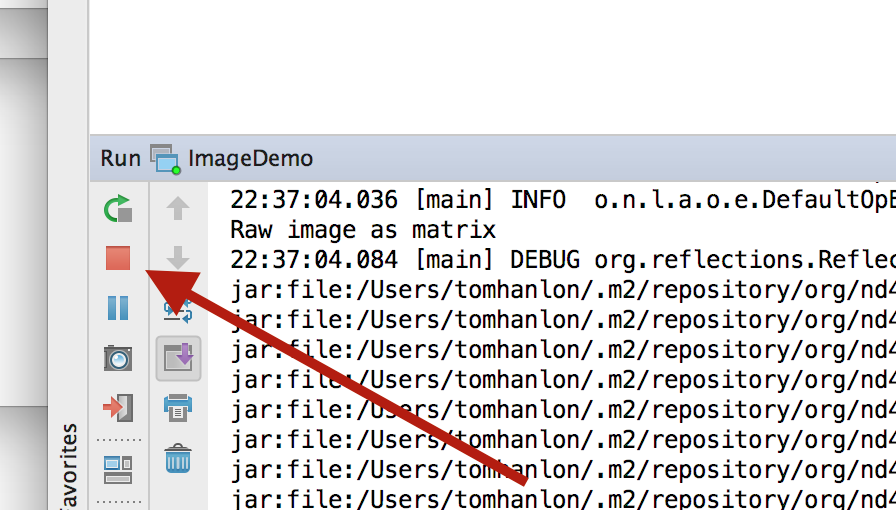 Run ImageDemo
22:37:04.036 [main] INFO  o.n.l.a.o.e.DefaultOpE
Raw image as matrix
22:37:04.084 [main] DEBUG org.reflections.Reflec
jar:file:/Users/tomhanlon/.m2/repository/org/nd4
jar:file:/Users/tomhanlon/.m2/repository/org/nd4
jar:file:/Users/tomhanlon/.m2/repository/org/nd4
jar:file:/Users/tomhanlon/.m2/repository/org/nd4
jar:file:/Users/tomhanlon/.m2/repository/org/nd4
jar:file:/Users/tomhanlon/.m2/repository/org/nd4
jar:file:/Users/tomhanlon/.m2/repository/org/nd4
jar:file:/Users/tomhanlon/.m2/repository/org/nd4
avorites